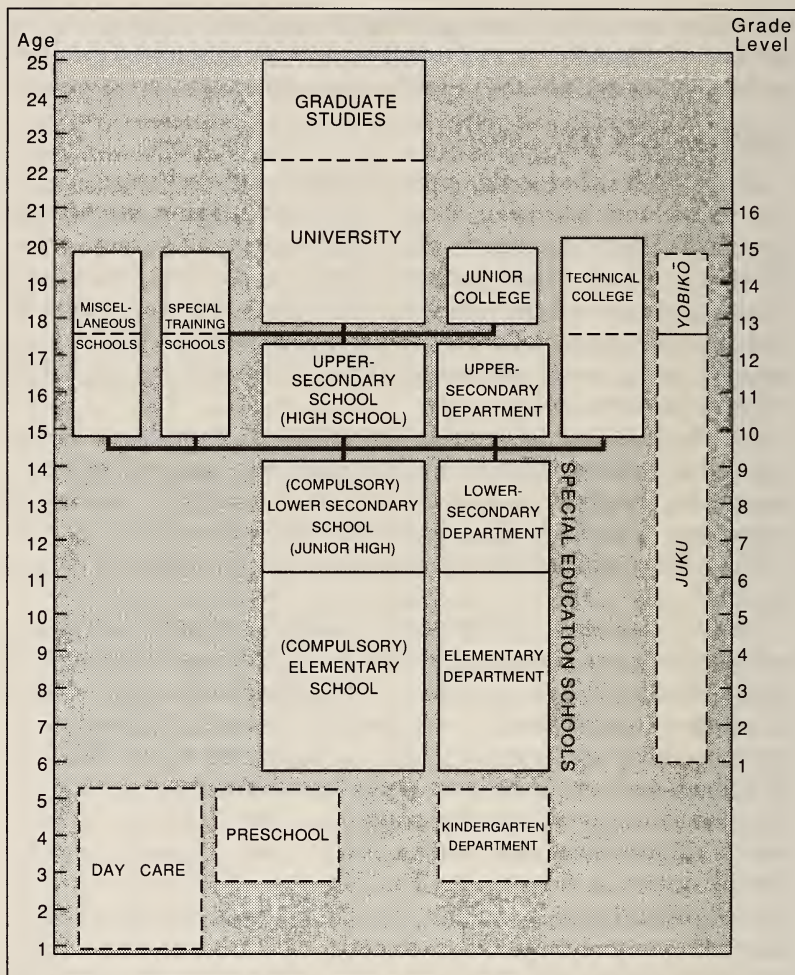 Age
Grade
Level
25
24
23
22
21
20
19
18
17
16
15
14
13
12
11
10
9
8
7
6
5
4
3
2
1
GRADUATE
STUDIES
UNIVERSITY
MISCEL-
LANEOUS
SCHOOLS
SPECIAL
TRAINING
SCHOOLS
JUNIOR
COLLEGE
TECHNICAL
COLLEGE
YOBIKŌ
UPPER-
SECONDARY
SCHOOL
(HIGH SCHOOL)
UPPER-
SECONDARY
DEPARTMENT
(COMPULSORY)
LOWER SECONDARY
SCHOOL
(JUNIOR HIGH)
LOWER-
SECONDARY
DEPARTMENT
SPECIAL EDUCATION SCHOOLS
JUKU
(COMPULSORY)
ELEMENTARY
SCHOOL
ELEMENTARY
DEPARTMENT
DAY CARE
PRESCHOOL
KINDERGARTEN
DEPARTMENT
16
15
14
13
12
11
10
9
8
7
6
5
4
3
2
1